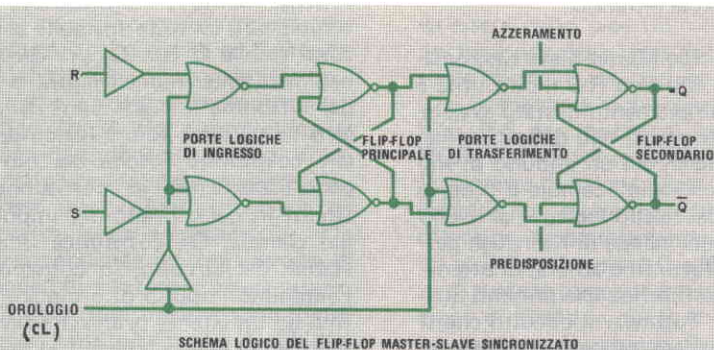 AZZERAMENTO
R
Q
PORTE LOGICHE
DI INGRESSO
FLIP-FLOP
PRINCIPALE
PORTE LOGICHE
DI TRASFERIMENTO
FLIP-FLOP
SECONDARIO
S
Q̅
PREDISPOSIZIONE
OROLOGIO
(CL)
SCHEMA LOGICO DEL FLIP-FLOP MASTER-SLAVE SINCRONIZZATO